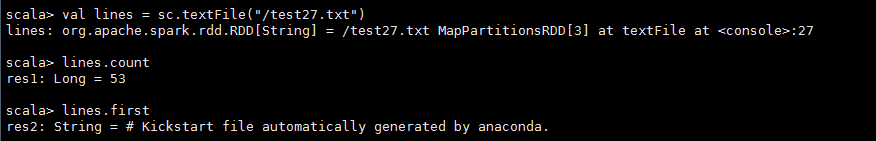 scala> val lines = sc.textFile("/test27.txt")
lines: org.apache.spark.rdd.RDD[String] = /test27.txt MapPartitionsRDD[3] at textFile at <console>:27
scala> lines.count
res1: Long = 53
scala> lines.first
res2: String = # Kickstart file automatically generated by anaconda.